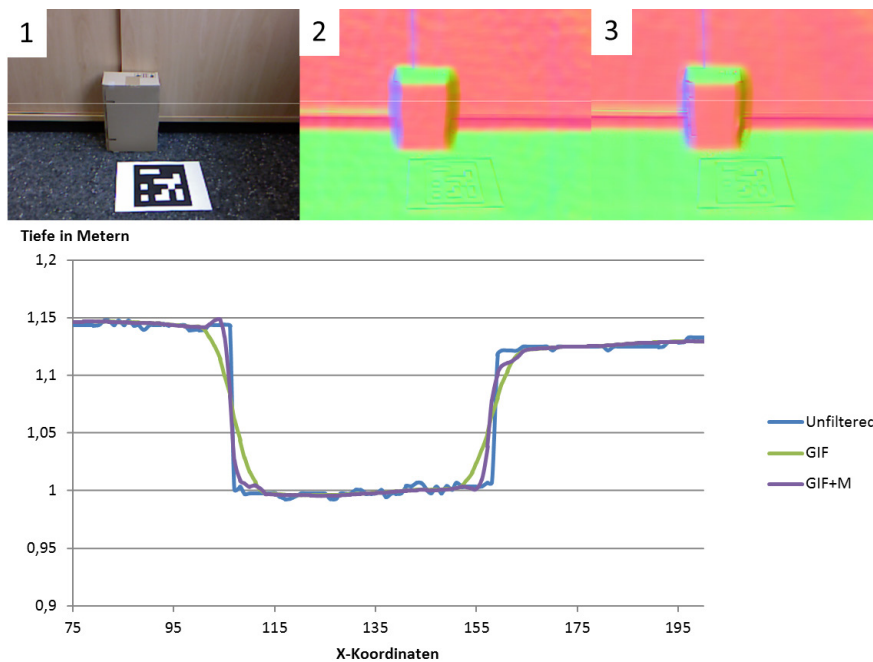 1
2
3
Tiefe in Metern
1,2
1,15
1,1
1,05
1
0,95
0,9
75 95 115 135 155 175 195
X-Koordinaten
Unfiltered
GIF
GIF+M